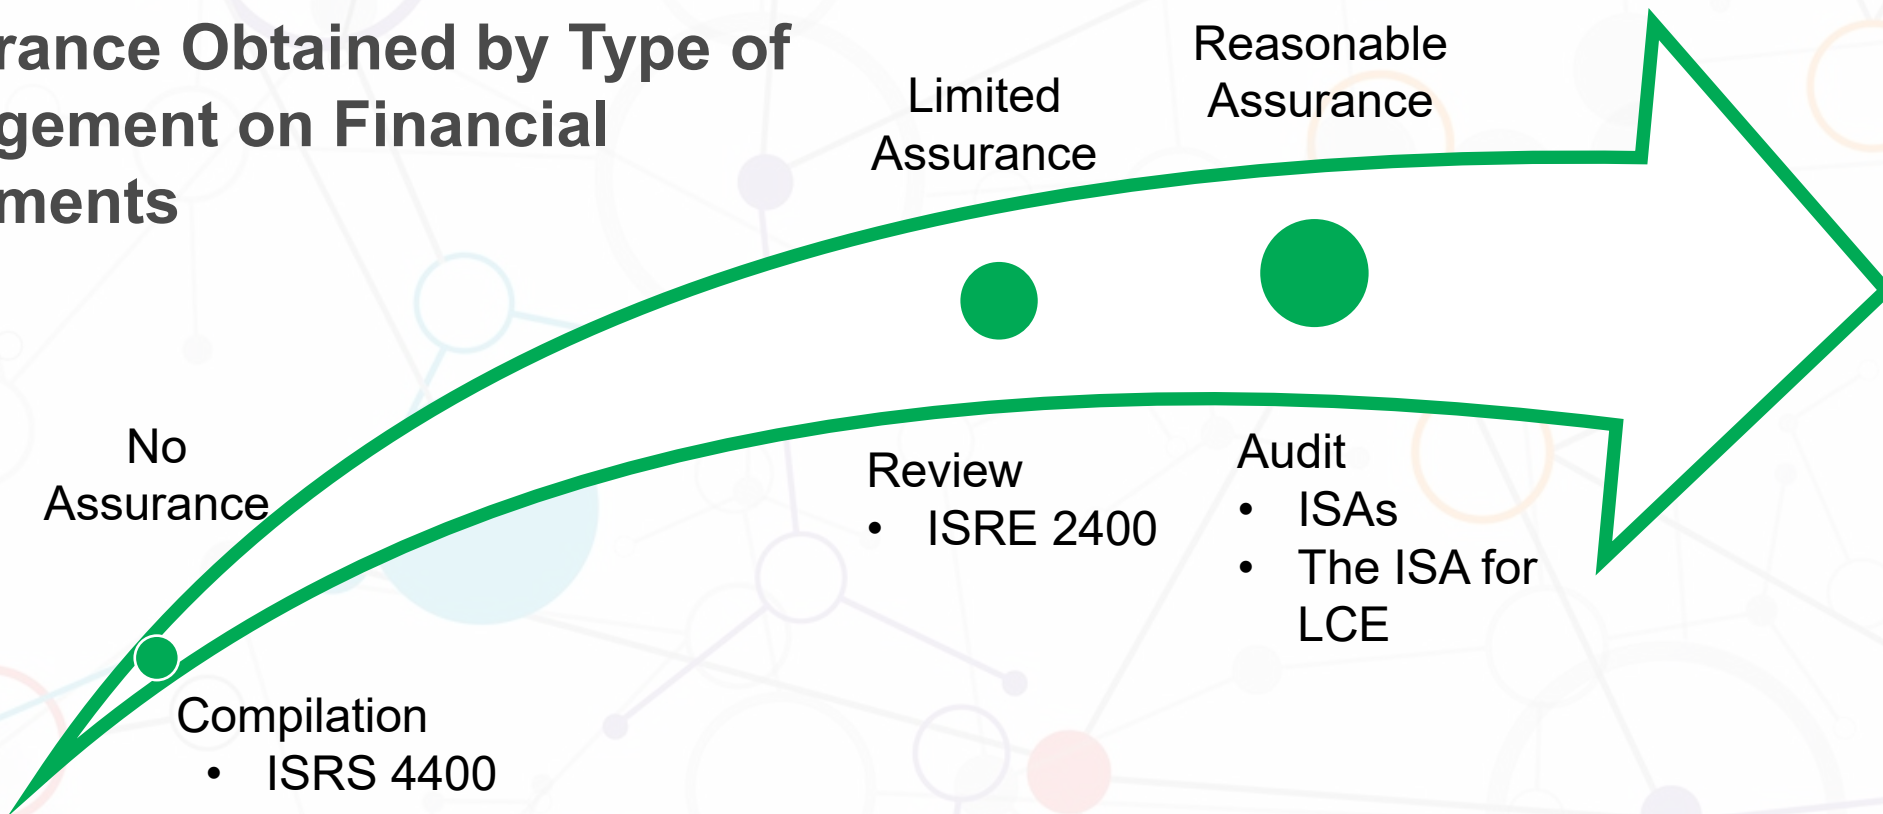 rance Obtained by Type of
gement on Financial
ments
Reasonable
Assurance
Limited
Assurance
No
Assurance
Review
• ISRE 2400
Audit
• ISAs
• The ISA for
LCE
Compilation
• ISRS 4400